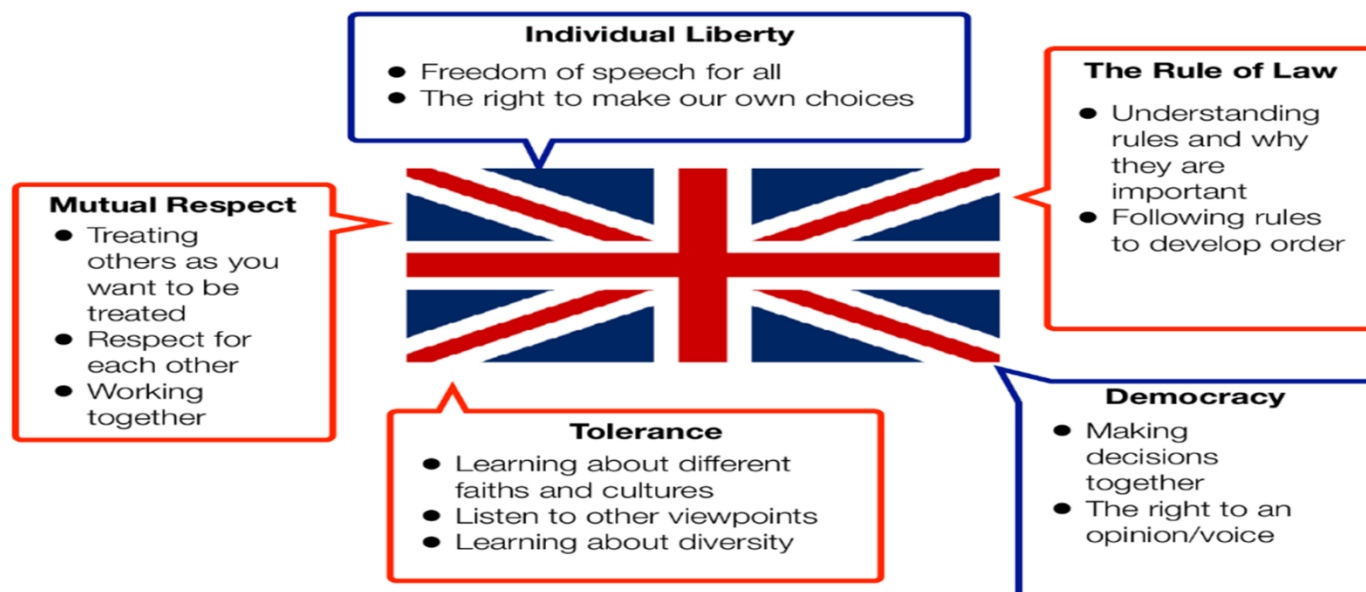 Individual Liberty
● Freedom of speech for all
● The right to make our own choices
The Rule of Law
● Understanding
rules and why
they are
important
● Following rules
to develop order
Mutual Respect
● Treating
others as you
want to be
treated
● Respect for
each other
● Working
together
Tolerance
● Learning about different
faiths and cultures
● Listen to other viewpoints
● Learning about diversity
Democracy
● Making
decisions
together
● The right to an
opinion/voice